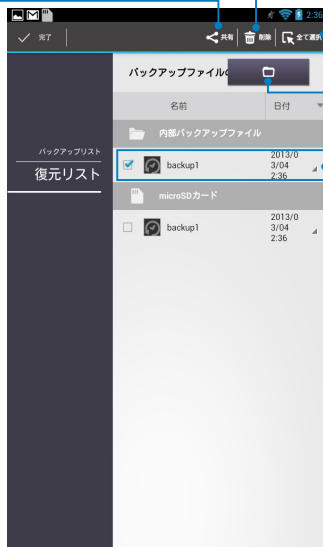 2:36
完了
共有
削除
全て選択
バックアップファイルの
名前
日付
内部バックアップファイル
バックアップリスト
復元リスト
backup1
2013/0
3/04
2:36
microSDカード
backup1
2013/0
3/04
2:36